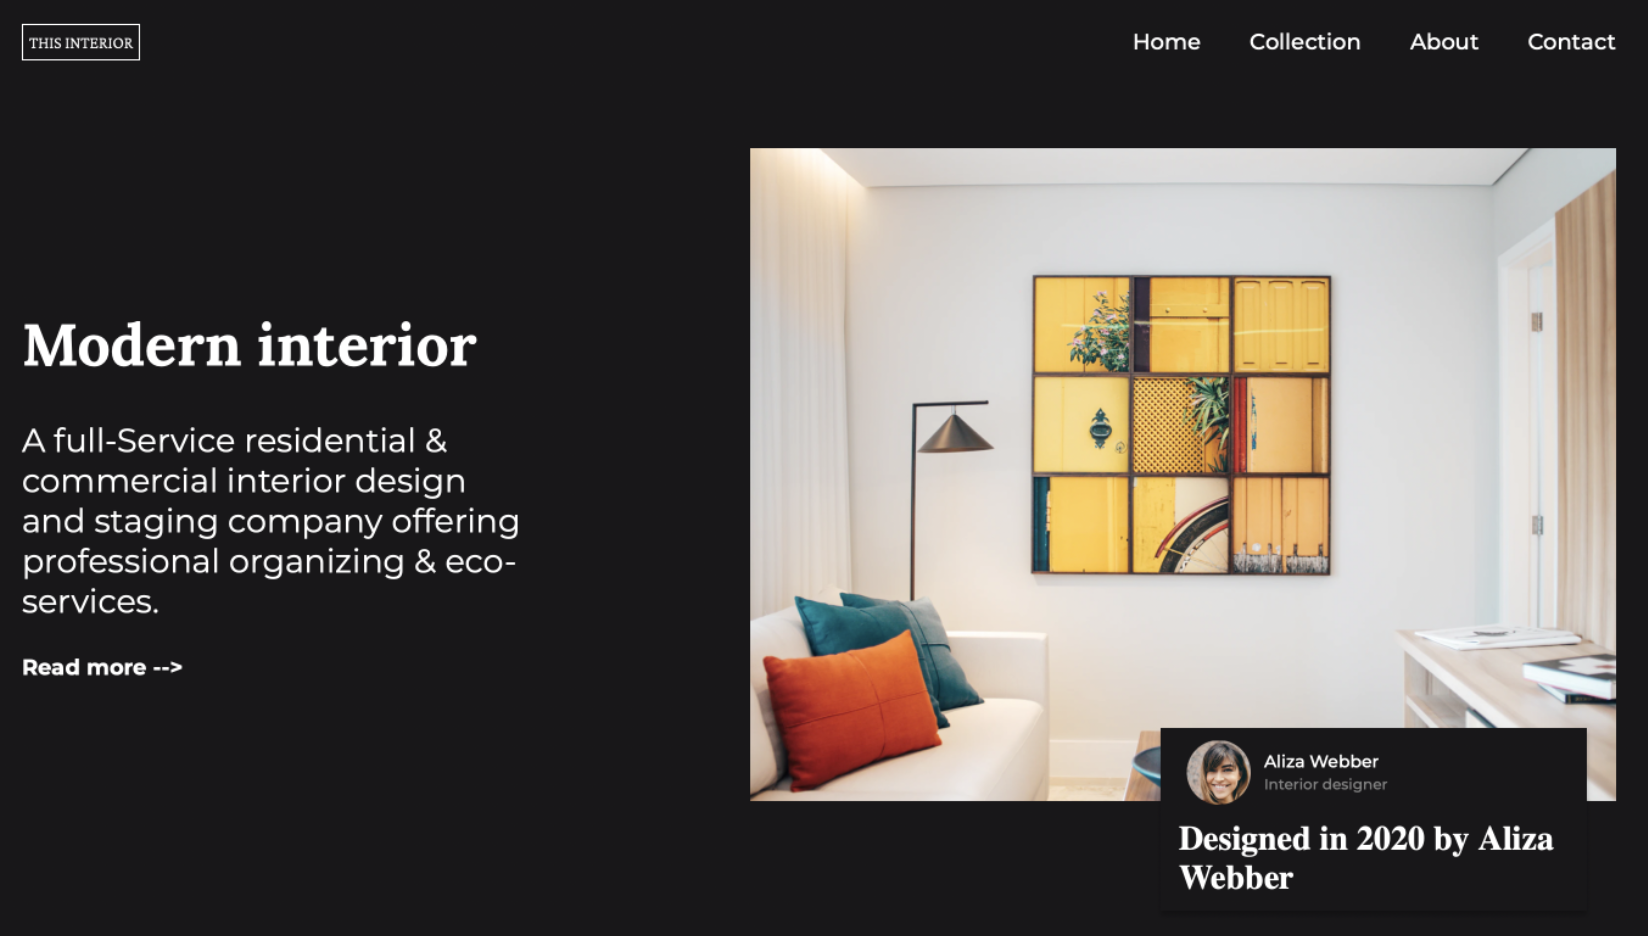 THIS INTERIOR
Home Collection About Contact
Modern interior
A full-Service residential &
commercial interior design
and staging company offering
professional organizing & eco-
services.
Read more -->
Aliza Webber
Interior designer
Designed in 2020 by Aliza
Webber